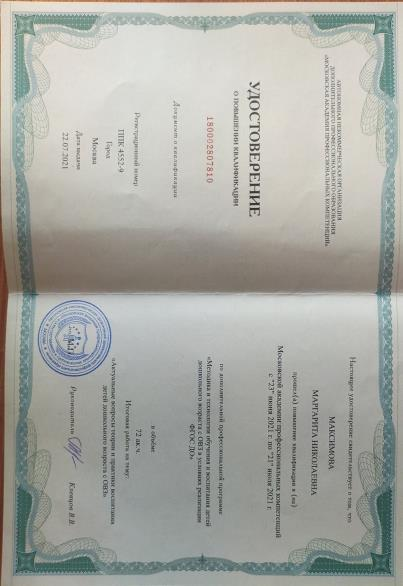 АВТОНОМНАЯ НЕКОММЕРЧЕСКАЯ ОРГАНИЗАЦИЯ
ДОПОЛНИТЕЛЬНОГО ПРОФЕССИОНАЛЬНОГО ОБРАЗОВАНИЯ
«МОСКОВСКАЯ АКАДЕМИЯ ПРОФЕССИОНАЛЬНЫХ КОМПЕТЕНЦИЙ»
УДОСТОВЕРЕНИЕ
О ПОВЫШЕНИИ КВАЛИФИКАЦИИ
180002807810
Документ о квалификации
Регистрационный номер
ППК 4552-9
Город
Москва
Дата выдачи
22.07.2021
Настоящее удостоверение свидетельствует о том, что
МАКСИМОВА
МАРГАРИТА НИКОЛАЕВНА
прошел(а) повышение квалификации в (на)
Московской академии профессиональных компетенций
с "23" июня 2021 г. по "21" июля 2021 г.
по дополнительной профессиональной программе
«Методика и технологии обучения и воспитания детей
дошкольного возраста с ОВЗ в условиях реализации
ФГОС ДО»
в объёме
72 ак.ч.
Итоговая работа на тему:
«Актуальные вопросы теории и практики воспитания
детей дошкольного возраста с ОВЗ»
Руководитель
Копцов В.В.